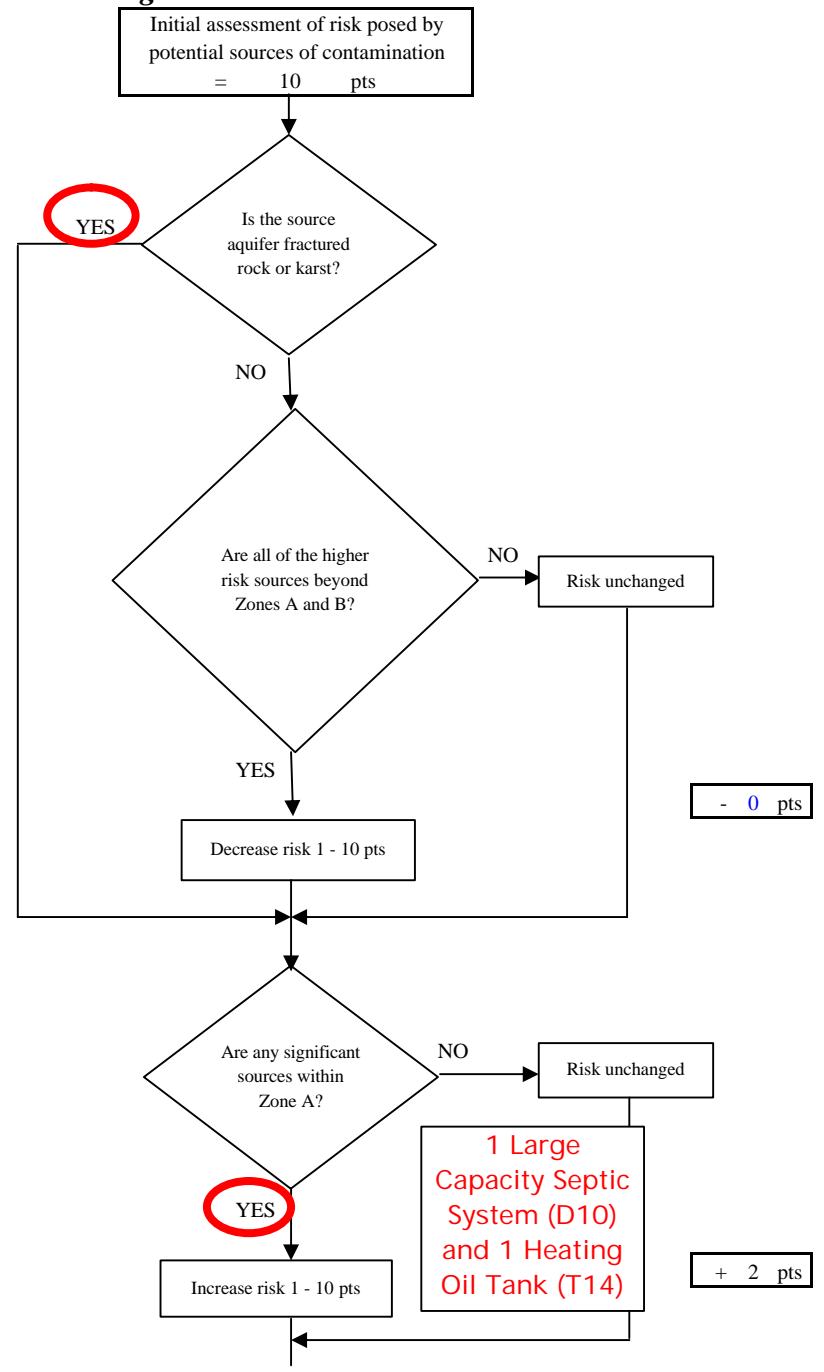 Initial assessment of risk posed by
potential sources of contamination
= 10 pts
YES
Is the source
aquifer fractured
rock or karst?
NO
Are all of the higher
risk sources beyond
Zones A and B?
NO
Risk unchanged
YES
- 0 pts
Decrease risk 1 - 10 pts
Are any significant
sources within
Zone A?
NO
Risk unchanged
1 Large
Capacity Septic
System (D10)
and 1 Heating
Oil Tank (T14)
YES
+ 2 pts
Increase risk 1 - 10 pts